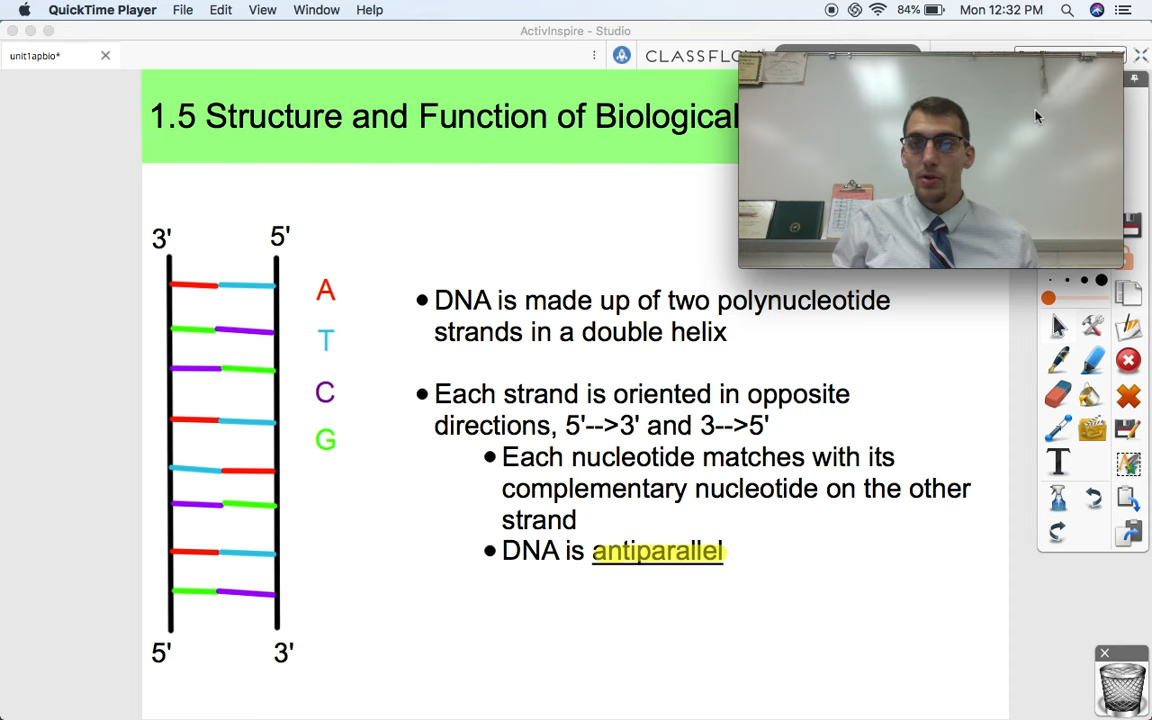 QuickTime Player File Edit View Window Help 84% Mon 12:32 PM
ActivInspire - Studio
unit1apbio*
CLASSFLO
1.5 Structure and Function of Biological
3' 5'
A
T
C
G
5' 3'
• DNA is made up of two polynucleotide
strands in a double helix
• Each strand is oriented in opposite
directions, 5'-->3' and 3-->5'
• Each nucleotide matches with its
complementary nucleotide on the other
strand
• DNA is antiparallel
T